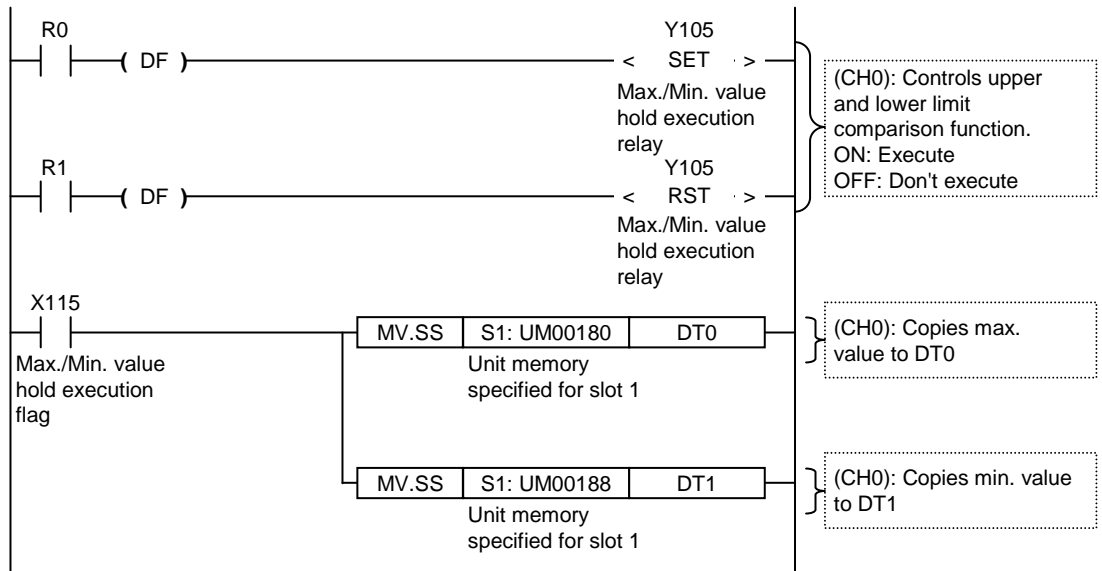 R0
Y105
( DF )
< SET >
Max./Min. value
hold execution
relay
(CH0): Controls upper
and lower limit
comparison function.
ON: Execute
OFF: Don't execute
R1
Y105
( DF )
< RST >
Max./Min. value
hold execution
relay
X115
Max./Min. value
hold execution
flag
MV.SS S1: UM00180 DT0
Unit memory
specified for slot 1
(CH0): Copies max.
value to DT0
MV.SS S1: UM00188 DT1
Unit memory
specified for slot 1
(CH0): Copies min. value
to DT1